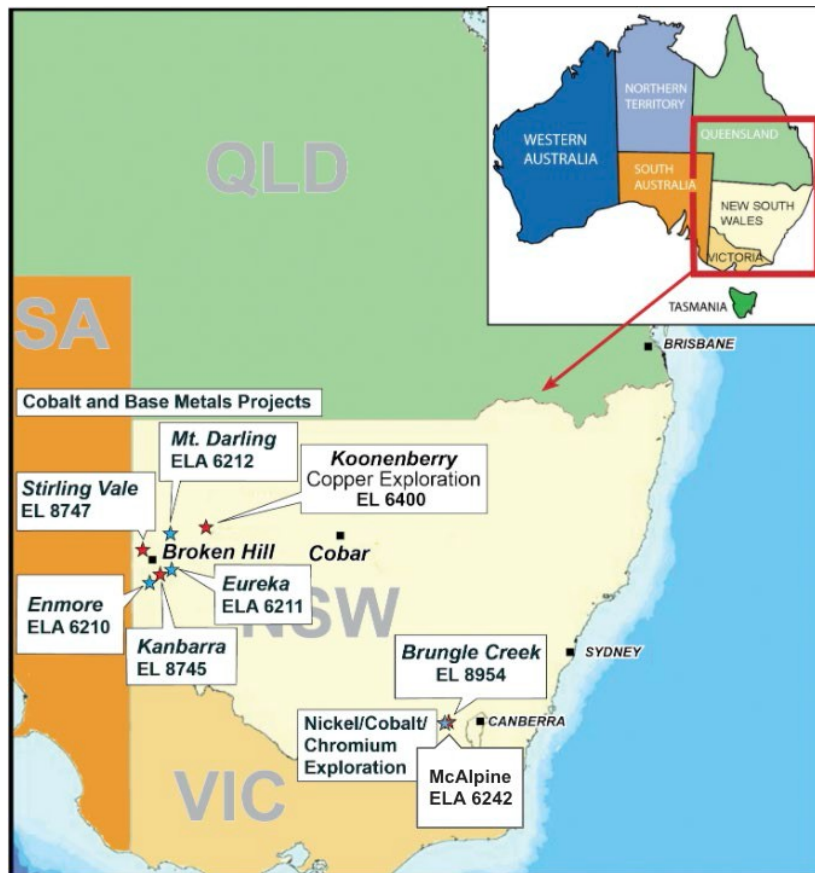 QLD
SA
NSW
VIC
NORTHERN
TERRITORY
WESTERN
AUSTRALIA
QUEENSLAND
SOUTH
AUSTRALIA
NEW SOUTH
WALES
VICTORIA
TASMANIA
BRISBANE
Cobalt and Base Metals Projects
Mt. Darling
ELA 6212
Koonenberry
Copper Exploration
EL 6400
Stirling Vale
EL 8747
Broken Hill
Cobar
Enmore
ELA 6210
Eureka
ELA 6211
Kanbarra
EL 8745
Brungle Creek
EL 8954
SYDNEY
Nickel/Cobalt/
Chromium
Exploration
CANBERRA
McAlpine
ELA 6242